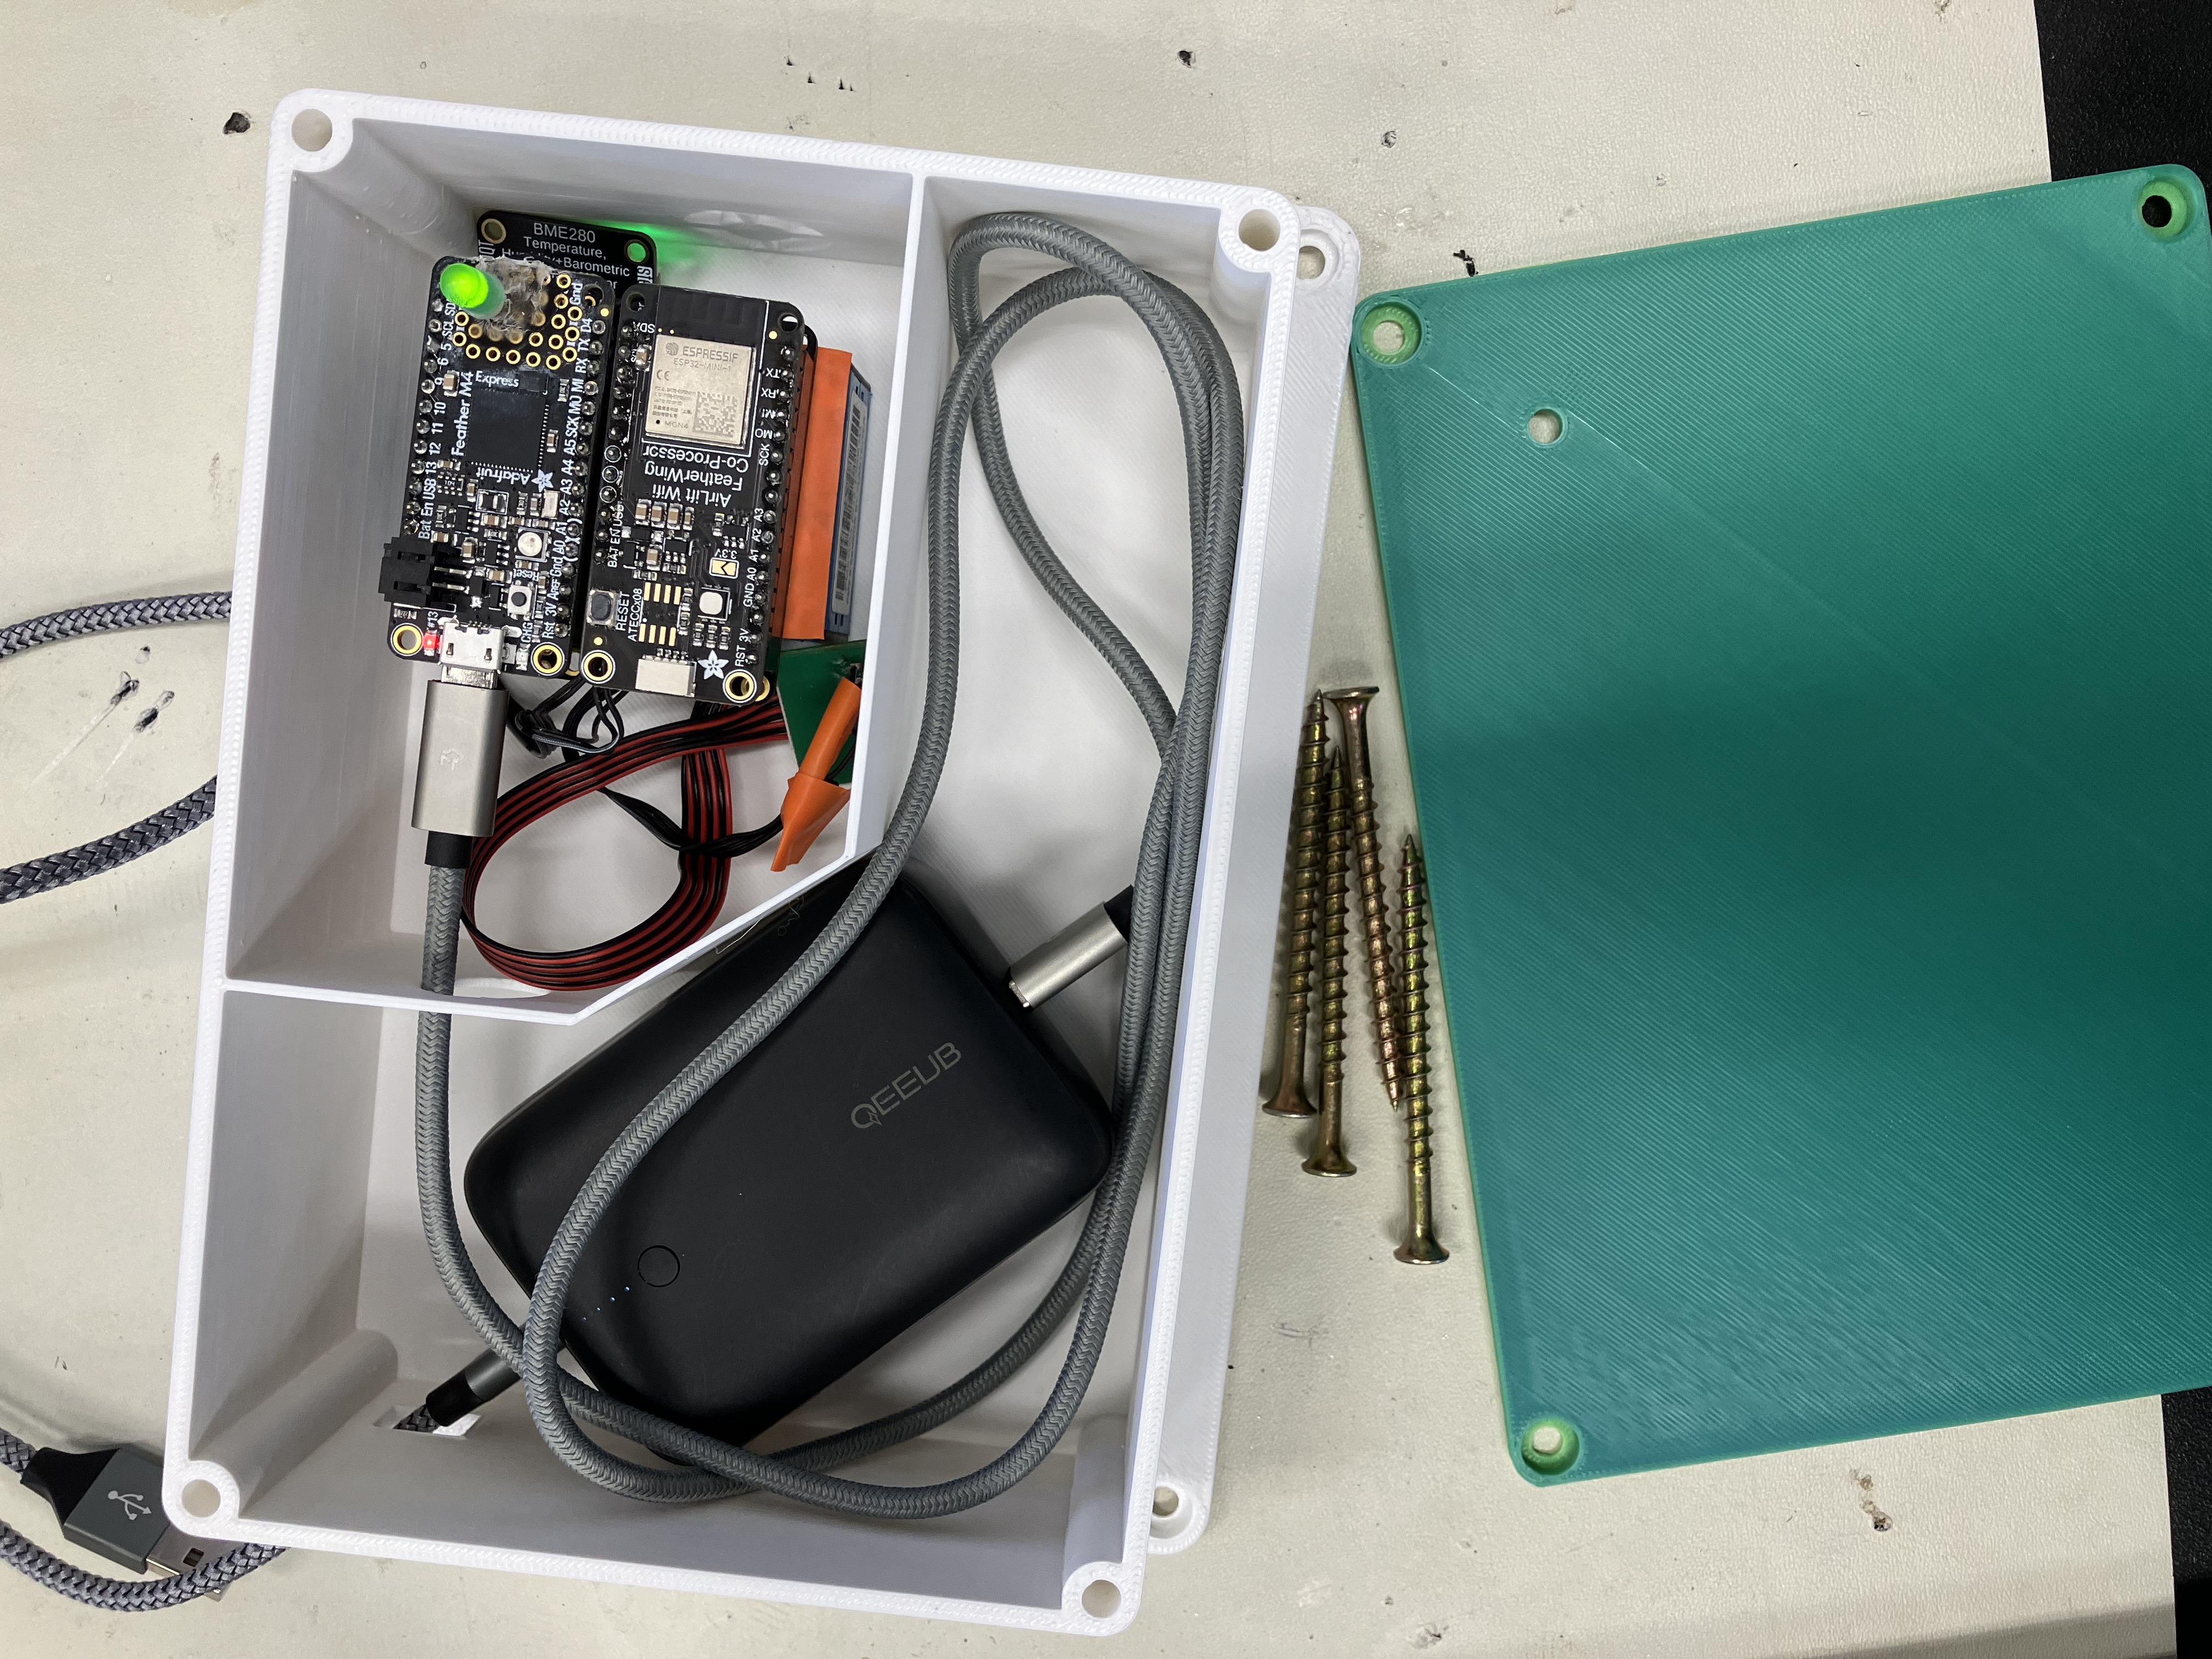 #13
Bat En USB 13 12 11 10 9 6 5 SCL SD
Feather M4
Express
Adafruit
CHG
Reset
Rst 3V AREF Gnd A0 A1 A2 A3 A4 A5 SCK MO MI RX TX D4
Gnd
BME280
Temperature,
Barometric
RESET
ATECCx08
BAT EN USB
SDA
AirLift Wifi
FeatherWing
Co-Processor
3.3V
ESPRESSIF
RST 3V GND A0 A1 A2 A3 SCK MO MI RX TX
QEEUB